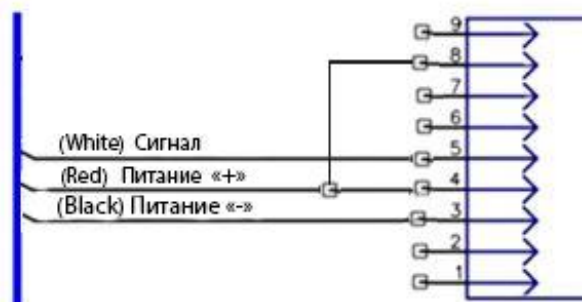 9
8
7
6
(White) Сигнал 5
(Red) Питание «+» 4
(Black) Питание «-» 3
2
1